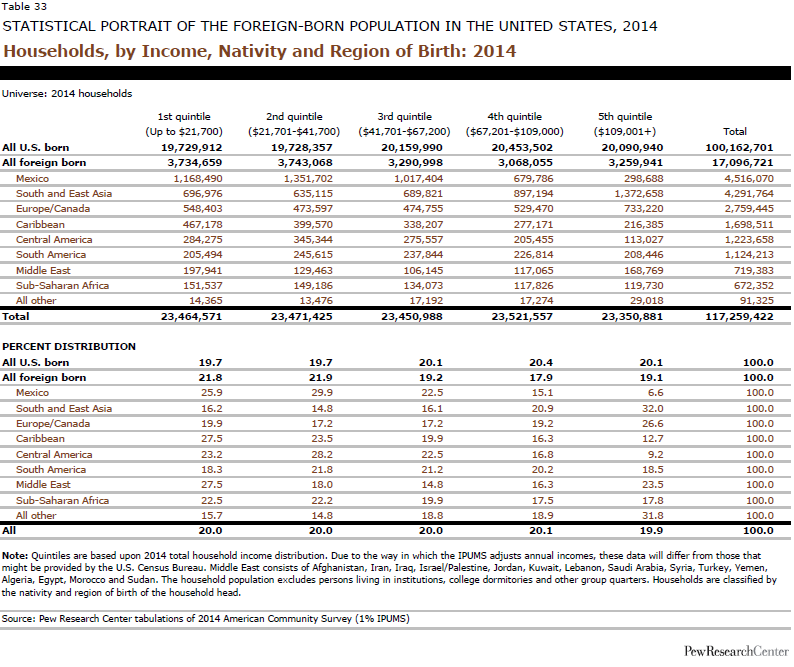 Table 33
STATISTICAL PORTRAIT OF THE FOREIGN-BORN POPULATION IN THE UNITED STATES, 2014
Households, by Income, Nativity and Region of Birth: 2014
Universe: 2014 households
1st quintile 2nd quintile 3rd quintile 4th quintile 5th quintile
(Up to $21,700) ($21,701-$41,700) ($41,701-$67,200) ($67,201-$109,000) ($109,001+) Total
All U.S. born 19,729,912 19,728,357 20,159,990 20,453,502 20,090,940 100,162,701
All foreign born 3,734,659 3,743,068 3,290,998 3,068,055 3,259,941 17,096,721
Mexico 1,168,490 1,351,702 1,017,404 679,786 298,688 4,516,070
South and East Asia 696,976 635,115 689,821 897,194 1,372,658 4,291,764
Europe/Canada 548,403 473,597 474,755 529,470 733,220 2,759,445
Caribbean 467,178 399,570 338,207 277,171 216,385 1,698,511
Central America 284,275 345,344 275,557 205,455 113,027 1,223,658
South America 205,494 245,615 237,844 226,814 208,446 1,124,213
Middle East 197,941 129,463 106,145 117,065 168,769 719,383
Sub-Saharan Africa 151,537 149,186 134,073 117,826 119,730 672,352
All other 14,365 13,476 17,192 17,274 29,018 91,325
Total 23,464,571 23,471,425 23,450,988 23,521,557 23,350,881 117,259,422
PERCENT DISTRIBUTION
All U.S. born 19.7 19.7 20.1 20.4 20.1 100.0
All foreign born 21.8 21.9 19.2 17.9 19.1 100.0
Mexico 25.9 29.9 22.5 15.1 6.6 100.0
South and East Asia 16.2 14.8 16.1 20.9 32.0 100.0
Europe/Canada 19.9 17.2 17.2 19.2 26.6 100.0
Caribbean 27.5 23.5 19.9 16.3 12.7 100.0
Central America 23.2 28.2 22.5 16.8 9.2 100.0
South America 18.3 21.8 21.2 20.2 18.5 100.0
Middle East 27.5 18.0 14.8 16.3 23.5 100.0
Sub-Saharan Africa 22.5 22.2 19.9 17.5 17.8 100.0
All other 15.7 14.8 18.8 18.9 31.8 100.0
All 20.0 20.0 20.0 20.1 19.9 100.0
Note: Quintiles are based upon 2014 total household income distribution. Due to the way in which the IPUMS adjusts annual incomes, these data will differ from those that
might be provided by the U.S. Census Bureau. Middle East consists of Afghanistan, Iran, Iraq, Israel/Palestine, Jordan, Kuwait, Lebanon, Saudi Arabia, Syria, Turkey, Yemen,
Algeria, Egypt, Morocco and Sudan. The household population excludes persons living in institutions, college dormitories and other group quarters. Households are classified by
the nativity and region of birth of the household head.
Source: Pew Research Center tabulations of 2014 American Community Survey (1% IPUMS)
PewResearchCenter